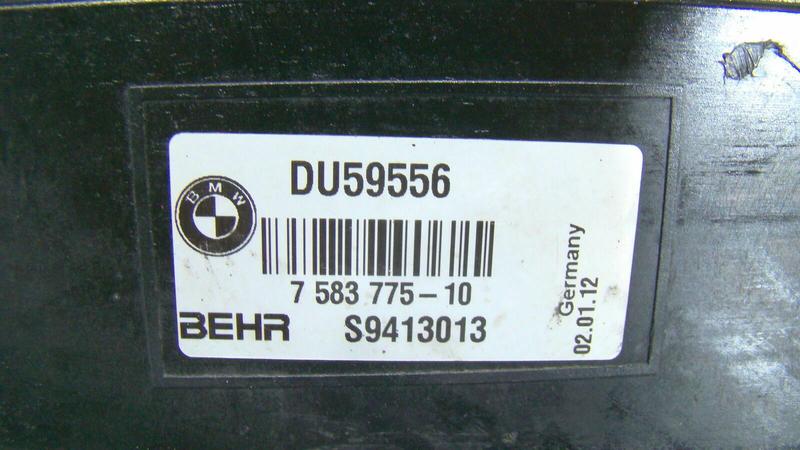 DU59556
BMW
7 583 775-10
BEHR S9413013
Germany
02.01.12